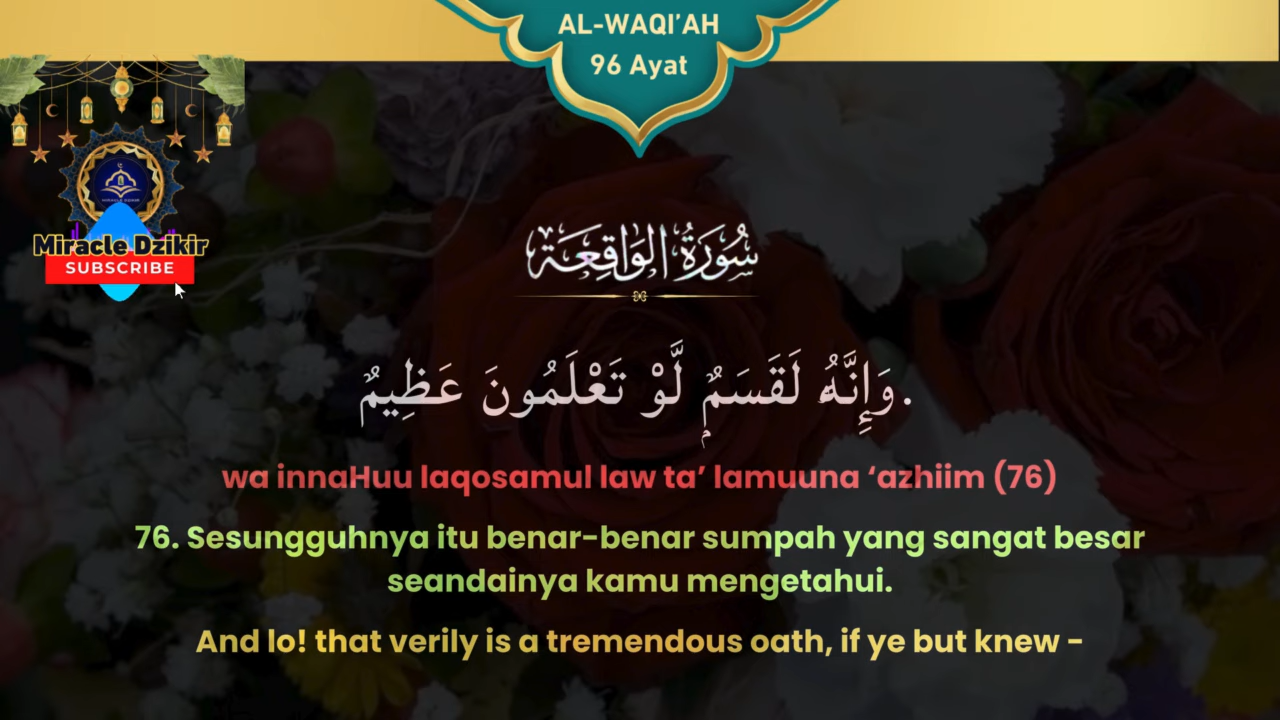 AL-WAQI’AH
96 Ayat
Miracle Dzikir
SUBSCRIBE
سُورَةُ الوَاقِعَة
وَإِنَّهُۥ لَقَسَمٌۭ لَّوْ تَعْلَمُونَ عَظِيمٌ.
wa innaHuu laqosamul law ta’ lamuuna ‘azhiim (76)
76. Sesungguhnya itu benar-benar sumpah yang sangat besar
seandainya kamu mengetahui.
And lo! that verily is a tremendous oath, if ye but knew -